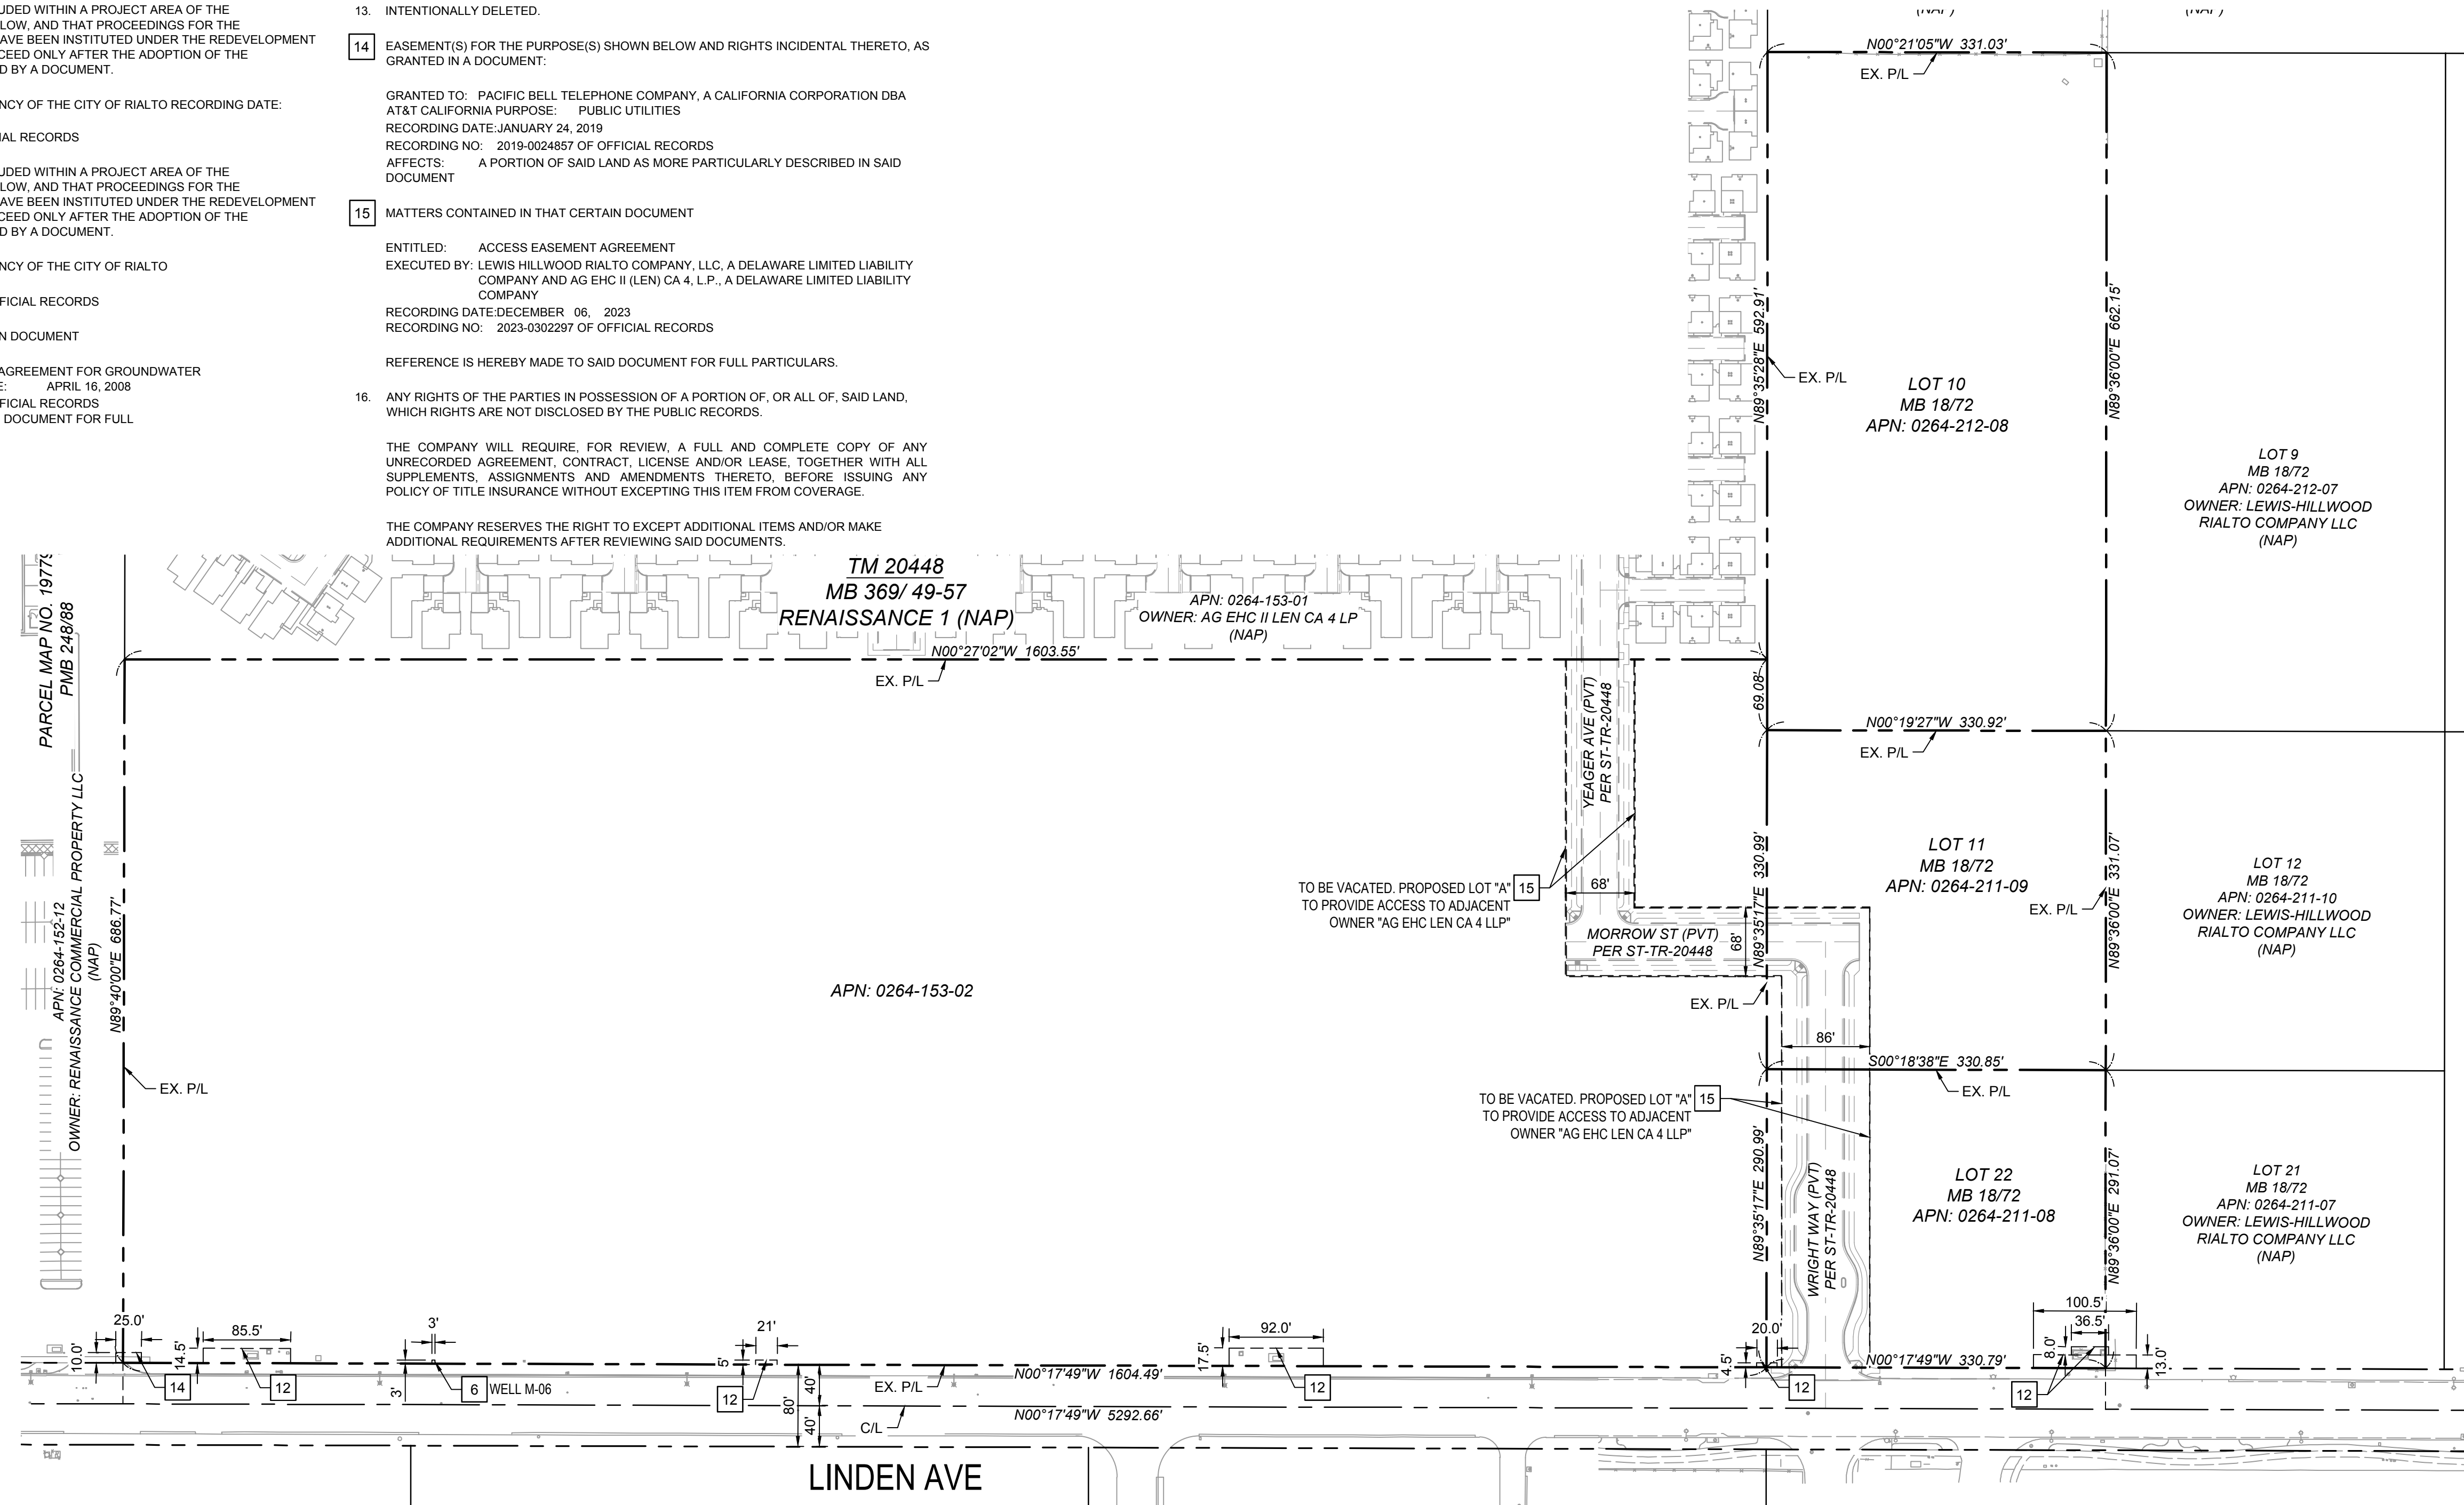 UDED WITHIN A PROJECT AREA OF THE
LOW, AND THAT PROCEEDINGS FOR THE
AVE BEEN INSTITUTED UNDER THE REDEVELOPMENT
CEED ONLY AFTER THE ADOPTION OF THE
D BY A DOCUMENT.
NCY OF THE CITY OF RIALTO RECORDING DATE:
IAL RECORDS
UDED WITHIN A PROJECT AREA OF THE
LOW, AND THAT PROCEEDINGS FOR THE
AVE BEEN INSTITUTED UNDER THE REDEVELOPMENT
CEED ONLY AFTER THE ADOPTION OF THE
D BY A DOCUMENT.
NCY OF THE CITY OF RIALTO
FICIAL RECORDS
N DOCUMENT
AGREEMENT FOR GROUNDWATER
E: APRIL 16, 2008
FICIAL RECORDS
DOCUMENT FOR FULL
13. INTENTIONALLY DELETED.
14 EASEMENT(S) FOR THE PURPOSE(S) SHOWN BELOW AND RIGHTS INCIDENTAL THERETO, AS
GRANTED IN A DOCUMENT:
GRANTED TO: PACIFIC BELL TELEPHONE COMPANY, A CALIFORNIA CORPORATION DBA
AT&T CALIFORNIA PURPOSE: PUBLIC UTILITIES
RECORDING DATE:JANUARY 24, 2019
RECORDING NO: 2019-0024857 OF OFFICIAL RECORDS
AFFECTS: A PORTION OF SAID LAND AS MORE PARTICULARLY DESCRIBED IN SAID
DOCUMENT
15 MATTERS CONTAINED IN THAT CERTAIN DOCUMENT
ENTITLED: ACCESS EASEMENT AGREEMENT
EXECUTED BY: LEWIS HILLWOOD RIALTO COMPANY, LLC, A DELAWARE LIMITED LIABILITY
COMPANY AND AG EHC II (LEN) CA 4, L.P., A DELAWARE LIMITED LIABILITY
COMPANY
RECORDING DATE:DECEMBER 06, 2023
RECORDING NO: 2023-0302297 OF OFFICIAL RECORDS
REFERENCE IS HEREBY MADE TO SAID DOCUMENT FOR FULL PARTICULARS.
16. ANY RIGHTS OF THE PARTIES IN POSSESSION OF A PORTION OF, OR ALL OF, SAID LAND,
WHICH RIGHTS ARE NOT DISCLOSED BY THE PUBLIC RECORDS.
THE COMPANY WILL REQUIRE, FOR REVIEW, A FULL AND COMPLETE COPY OF ANY
UNRECORDED AGREEMENT, CONTRACT, LICENSE AND/OR LEASE, TOGETHER WITH ALL
SUPPLEMENTS, ASSIGNMENTS AND AMENDMENTS THERETO, BEFORE ISSUING ANY
POLICY OF TITLE INSURANCE WITHOUT EXCEPTING THIS ITEM FROM COVERAGE.
THE COMPANY RESERVES THE RIGHT TO EXCEPT ADDITIONAL ITEMS AND/OR MAKE
ADDITIONAL REQUIREMENTS AFTER REVIEWING SAID DOCUMENTS.
(NAP)
(NAP)
N00°21'05"W 331.03'
EX. P/L
N89°35'28"E 592.91'
EX. P/L
N89°36'00"E 662.15'
LOT 10
MB 18/72
APN: 0264-212-08
LOT 9
MB 18/72
APN: 0264-212-07
OWNER: LEWIS-HILLWOOD
RIALTO COMPANY LLC
(NAP)
PARCEL MAP NO. 1977
PMB 248/88
TM 20448
MB 369/ 49-57
RENAISSANCE 1 (NAP)
APN: 0264-153-01
OWNER: AG EHC II LEN CA 4 LP
(NAP)
N00°27'02"W 1603.55'
EX. P/L
69.08'
N00°19'27"W 330.92'
EX. P/L
YEAGER AVE (PVT)
PER ST-TR-20448
APN: 0264-152-12
OWNER: RENAISSANCE COMMERCIAL PROPERTY LLC
(NAP)
N89°40'00"E 686.77'
EX. P/L
APN: 0264-153-02
TO BE VACATED. PROPOSED LOT "A" 15
TO PROVIDE ACCESS TO ADJACENT
OWNER "AG EHC LEN CA 4 LLP"
68'
MORROW ST (PVT)
PER ST-TR-20448
68'
N89°35'17"E 330.99'
EX. P/L
LOT 11
MB 18/72
APN: 0264-211-09
EX. P/L
N89°36'00"E 331.07'
LOT 12
MB 18/72
APN: 0264-211-10
OWNER: LEWIS-HILLWOOD
RIALTO COMPANY LLC
(NAP)
86'
S00°18'38"E 330.85'
EX. P/L
TO BE VACATED. PROPOSED LOT "A" 15
TO PROVIDE ACCESS TO ADJACENT
OWNER "AG EHC LEN CA 4 LLP"
N89°35'17"E 290.99'
WRIGHT WAY (PVT)
PER ST-TR-20448
LOT 22
MB 18/72
APN: 0264-211-08
N89°36'00"E 291.07'
LOT 21
MB 18/72
APN: 0264-211-07
OWNER: LEWIS-HILLWOOD
RIALTO COMPANY LLC
(NAP)
25.0'
10.0'
14
85.5'
14.5'
12
3'
3'
6 WELL M-06
21'
5'
12
80'
40'
40'
EX. P/L
C/L
N00°17'49"W 1604.49'
N00°17'49"W 5292.66'
92.0'
17.5'
12
20.0'
4.5'
12
N00°17'49"W 330.79'
100.5'
36.5'
8.0'
13.0'
12
LINDEN AVE